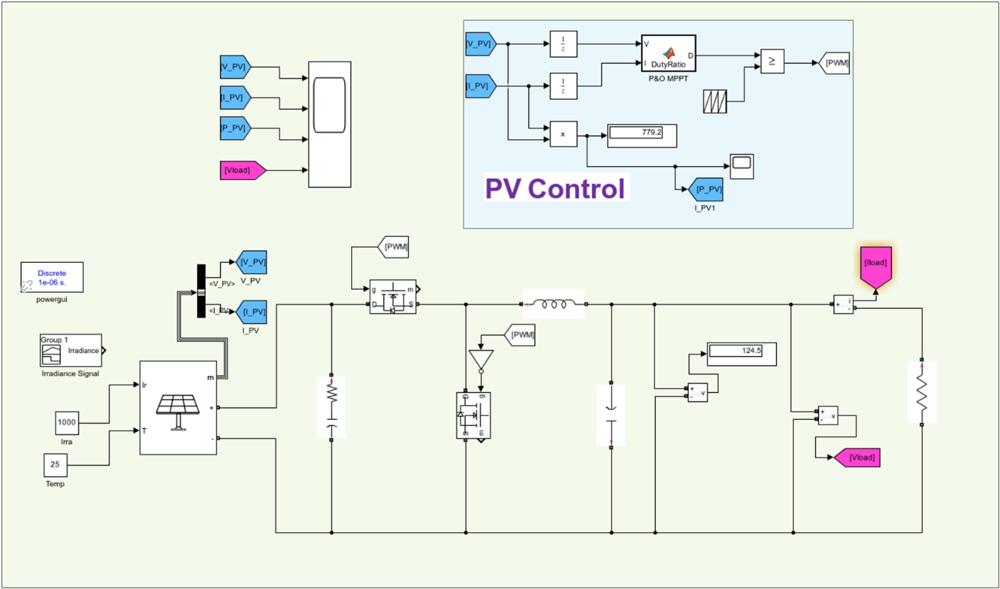 [V_PV]
[I_PV]
[P_PV]
[Vload]
[V_PV]
[I_PV]
1
z
1
z
V
I
D
DutyRatio
P&O MPPT
≥
[PWM]
x
779.2
PV Control
[P_PV]
I_PV1
Discrete
1e-06 s.
powergui
Group 1
Irradiance
Irradiance Signal
1000
Irra
25
Temp
Ir
T
m
+
-
<V_PV>
<I_PV>
[V_PV]
V_PV
[I_PV]
I_PV
[PWM]
g
m
D
S
[PWM]
g
D
m
S
+
+
+
+
-
v
124.5
+
-
v
[Vload]
+
i
-
[Iload]
+